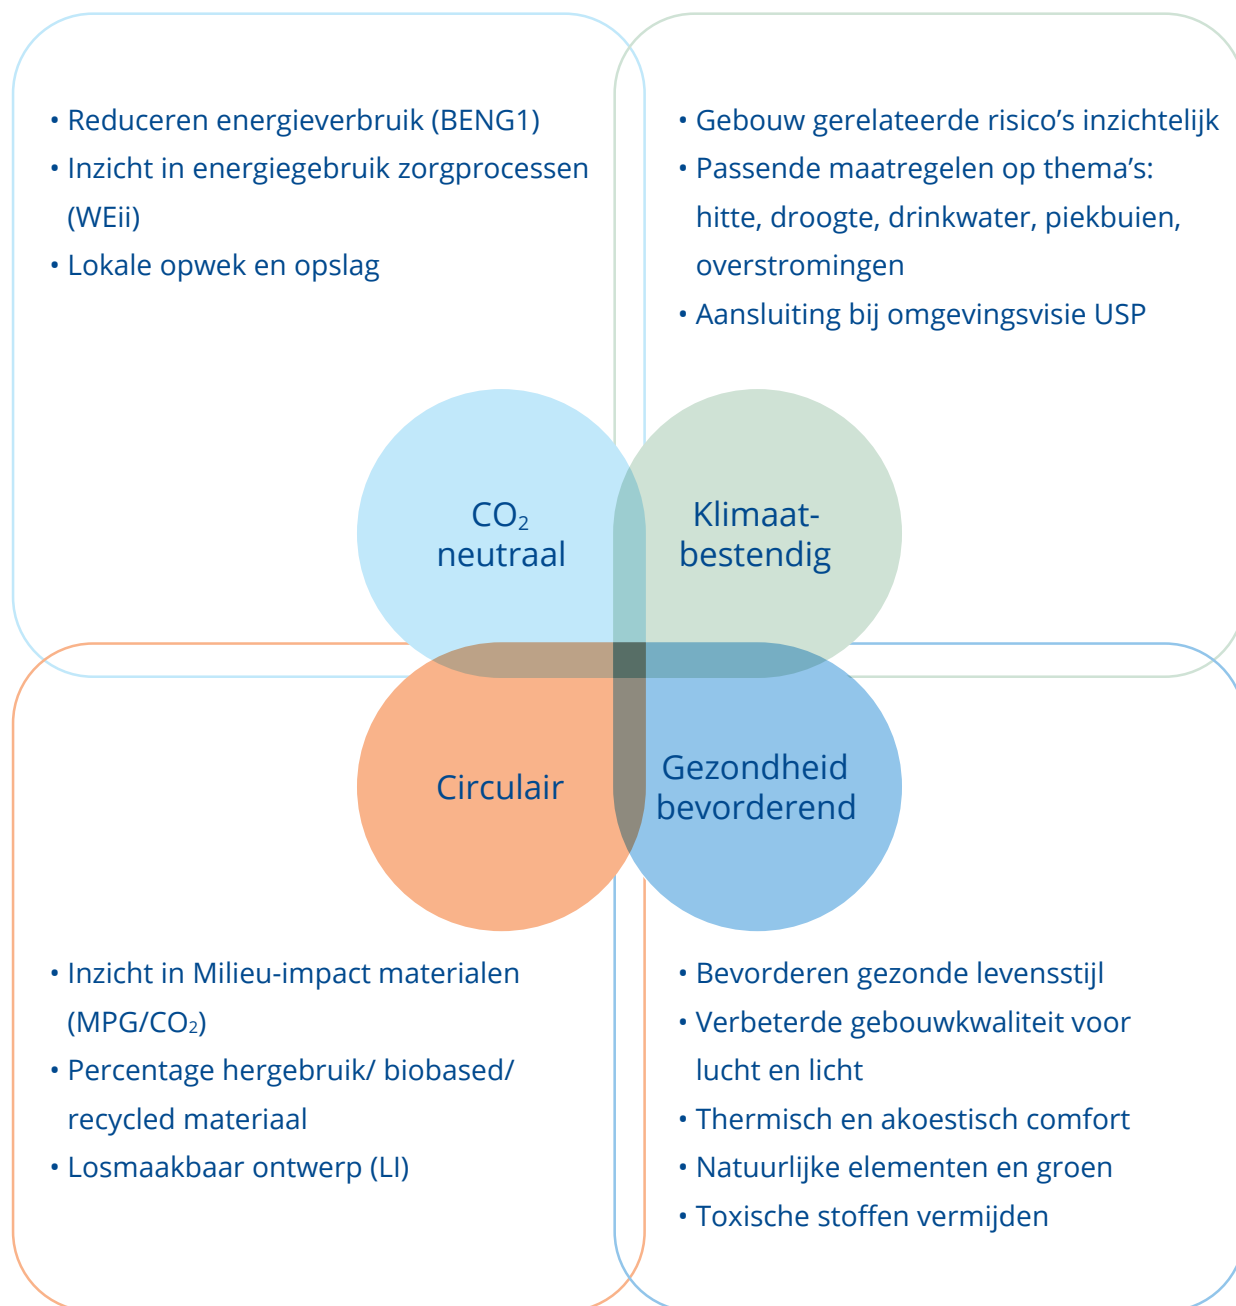 • Reduceren energieverbruik (BENG1)
• Inzicht in energiegebruik zorgprocessen
(WEii)
• Lokale opwek en opslag
• Gebouw gerelateerde risico's inzichtelijk
• Passende maatregelen op thema's:
hitte, droogte, drinkwater, piekbuien,
overstromingen
• Aansluiting bij omgevingsvisie USP
CO₂
neutraal
Klimaat-
bestendig
Circulair
Gezondheid
bevorderend
• Inzicht in Milieu-impact materialen
(MPG/CO₂)
• Percentage hergebruik/ biobased/
recycled materiaal
• Losmaakbaar ontwerp (LI)
• Bevorderen gezonde levensstijl
• Verbeterde gebouwkwaliteit voor
lucht en licht
• Thermisch en akoestisch comfort
• Natuurlijke elementen en groen
• Toxische stoffen vermijden